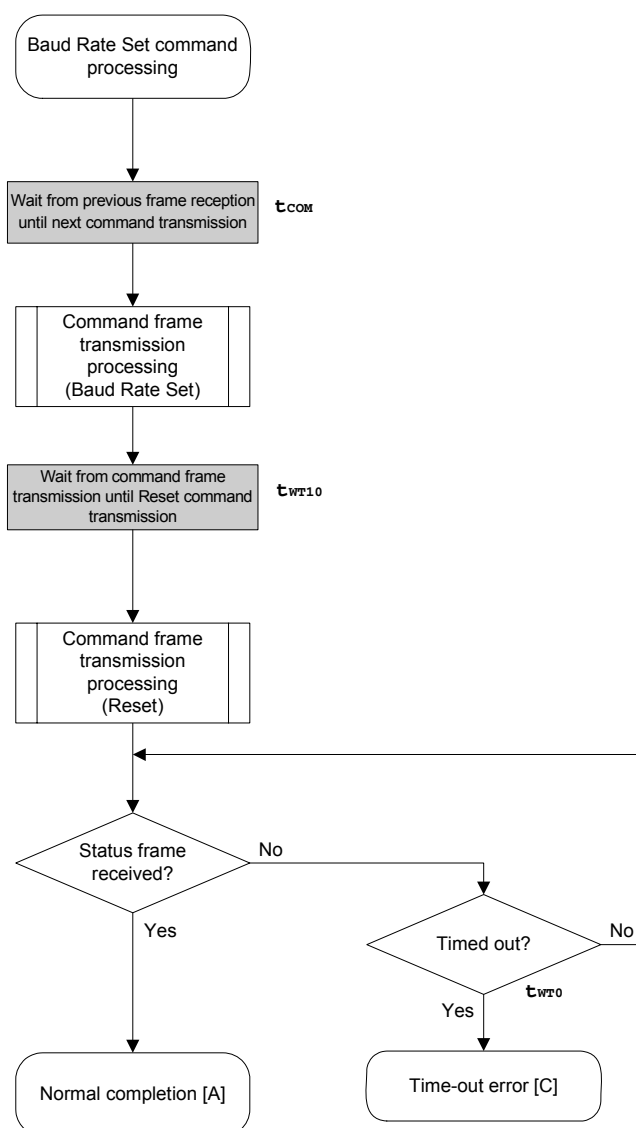 Baud Rate Set command
processing
Wait from previous frame reception
until next command transmission
tCOM
Command frame
transmission
processing
(Baud Rate Set)
Wait from command frame
transmission until Reset command
transmission
tWT10
Command frame
transmission
processing
(Reset)
Status frame
received?
No
Yes
Timed out?
No
tWT0
Yes
Normal completion [A]
Time-out error [C]